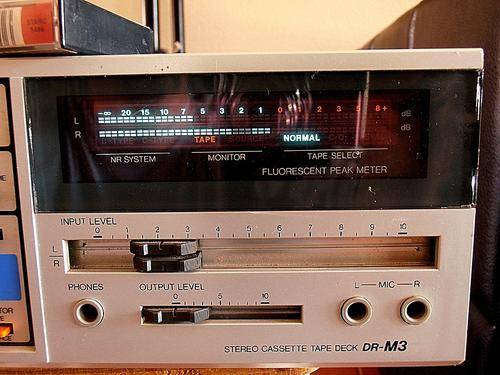 -∞ 20 15 10 7 5 3 2 1 0 1 2 3 5 8+
L dB
R dB
TAPE NORMAL
NR SYSTEM MONITOR TAPE SELECT
FLUORESCENT PEAK METER
INPUT LEVEL
0 1 2 3 4 5 6 7 8 9 10
L
R
PHONES OUTPUT LEVEL L MIC R
0 5 10
STEREO CASSETTE TAPE DECK DR-M3